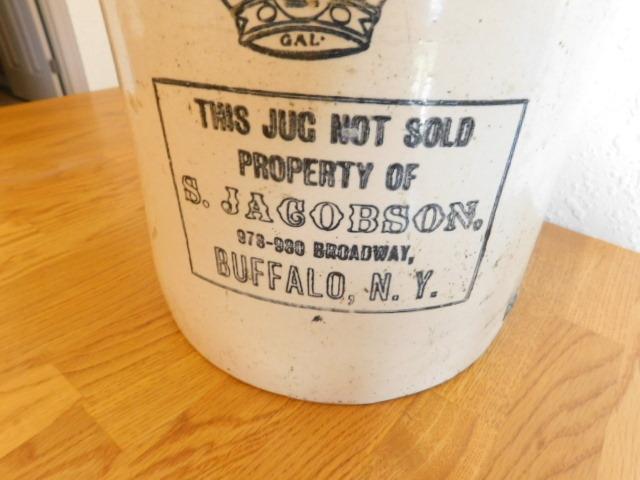 GAL.
THIS JUG NOT SOLD
PROPERTY OF
S. JACOBSON.
978-980 BROADWAY,
BUFFALO, N. Y.